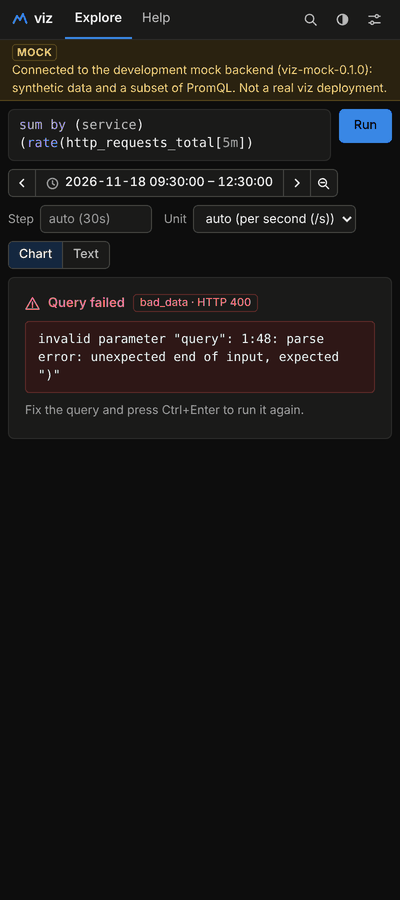 viz Explore Help
MOCK
Connected to the development mock backend (viz-mock-0.1.0):
synthetic data and a subset of PromQL. Not a real viz deployment.
sum by (service) Run
(rate(http_requests_total[5m])
2026-11-18 09:30:00 – 12:30:00
Step auto (30s) Unit auto (per second (/s))
Chart Text
Query failed bad_data · HTTP 400
invalid parameter "query": 1:48: parse
error: unexpected end of input, expected
")"
Fix the query and press Ctrl+Enter to run it again.